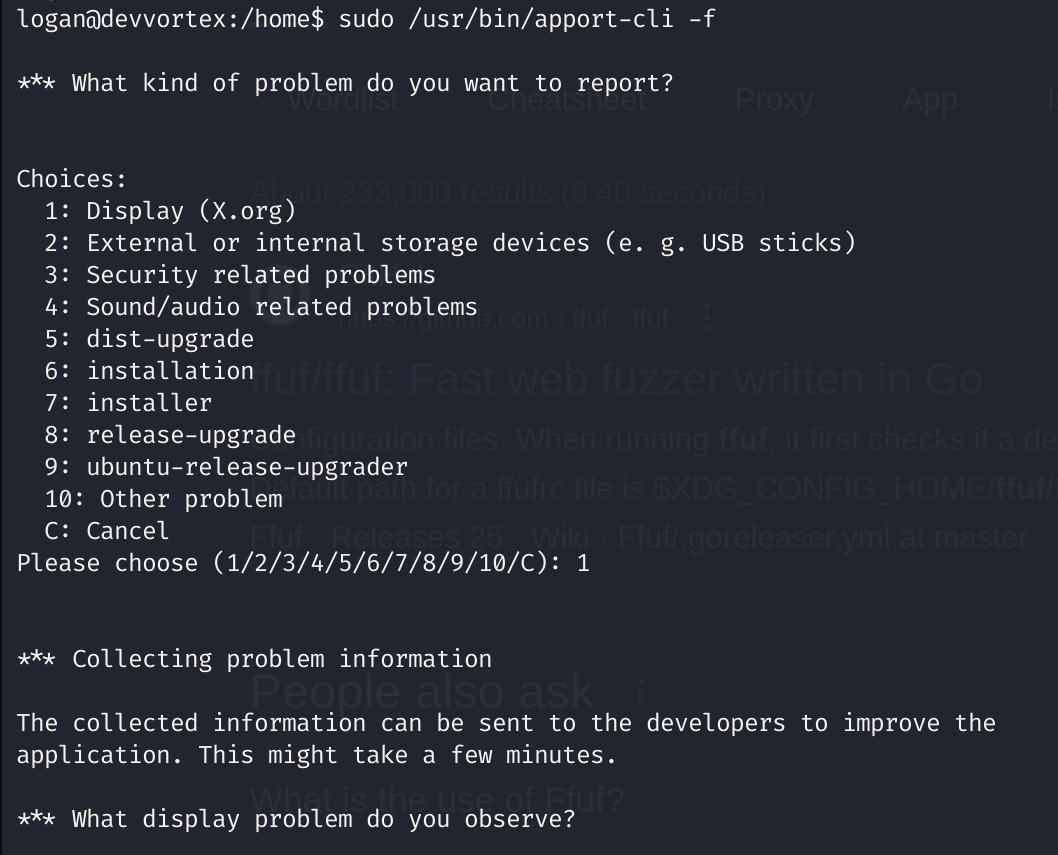 logan@devvortex:/home$ sudo /usr/bin/apport-cli -f
*** What kind of problem do you want to report?
Wordlist Cheatsheet Proxy App
Choices:
About 233,000 results (0.40 seconds)
1: Display (X.org)
2: External or internal storage devices (e. g. USB sticks)
3: Security related problems
4: Sound/audio related problems
https://github.com › ffuf › ffuf
5: dist-upgrade
6: installation
ffuf/ffuf: Fast web fuzzer written in Go
7: installer
8: release-upgrade
configuration files. When running ffuf, it first checks if a de
9: ubuntu-release-upgrader
Default path for a ffufrc file is $XDG_CONFIG_HOME/ffuf/
10: Other problem
C: Cancel
Ffuf · Releases 25 · Wiki · Ffuf/.goreleaser.yml at master
Please choose (1/2/3/4/5/6/7/8/9/10/C): 1
*** Collecting problem information
People also ask
The collected information can be sent to the developers to improve the
application. This might take a few minutes.
What is the use of Ffuf?
*** What display problem do you observe?